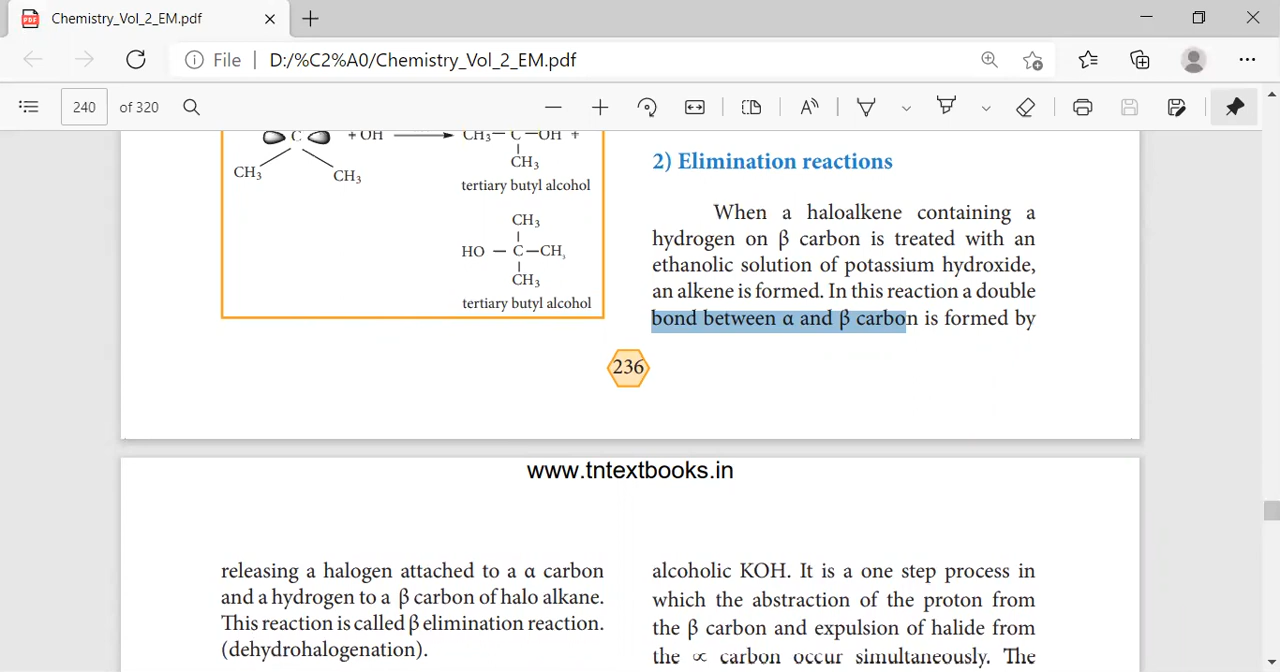 Chemistry_Vol_2_EM.pdf
File | D:/%C2%A0/Chemistry_Vol_2_EM.pdf
240 of 320
C + OH CH3— C —OH +
CH3 CH3 CH3
tertiary butyl alcohol
CH3
HO — C—CH,
CH3
tertiary butyl alcohol
2) Elimination reactions
When a haloalkene containing a
hydrogen on β carbon is treated with an
ethanolic solution of potassium hydroxide,
an alkene is formed. In this reaction a double
bond between α and β carbon is formed by
236
www.tntextbooks.in
releasing a halogen attached to a α carbon
and a hydrogen to a β carbon of halo alkane.
This reaction is called β elimination reaction.
(dehydrohalogenation).
alcoholic KOH. It is a one step process in
which the abstraction of the proton from
the β carbon and expulsion of halide from
the ∝ carbon occur simultaneously. The